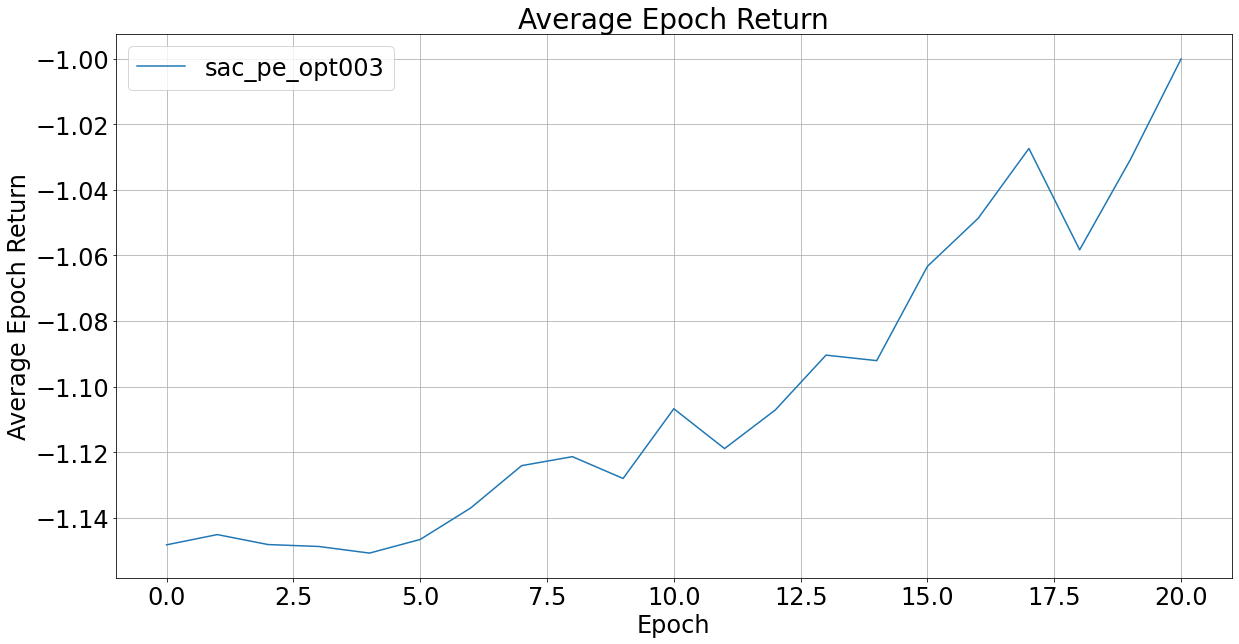 Average Epoch Return
sac_pe_opt003
Average Epoch Return
−1.00
−1.02
−1.04
−1.06
−1.08
−1.10
−1.12
−1.14
0.0 2.5 5.0 7.5 10.0 12.5 15.0 17.5 20.0
Epoch